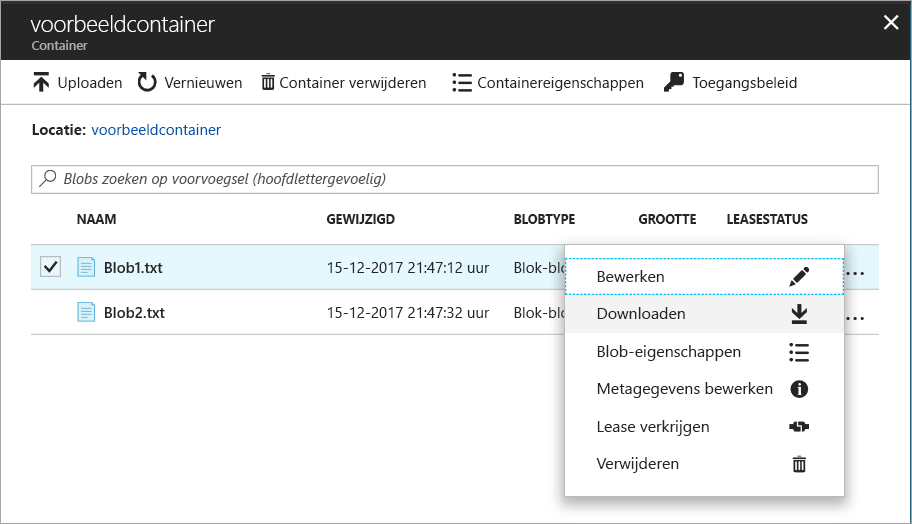 voorbeeldcontainer
Container
Uploaden Vernieuwen Container verwijderen Containereigenschappen Toegangsbeleid
Locatie: voorbeeldcontainer
Blobs zoeken op voorvoegsel (hoofdlettergevoelig)
NAAM GEWIJZIGD BLOBTYPE GROOTTE LEASESTATUS
Blob1.txt 15-12-2017 21:47:12 uur Blok-blo ...
Blob2.txt 15-12-2017 21:47:32 uur Blok-blo ...
Bewerken
Downloaden
Blob-eigenschappen
Metagegevens bewerken
Lease verkrijgen
Verwijderen